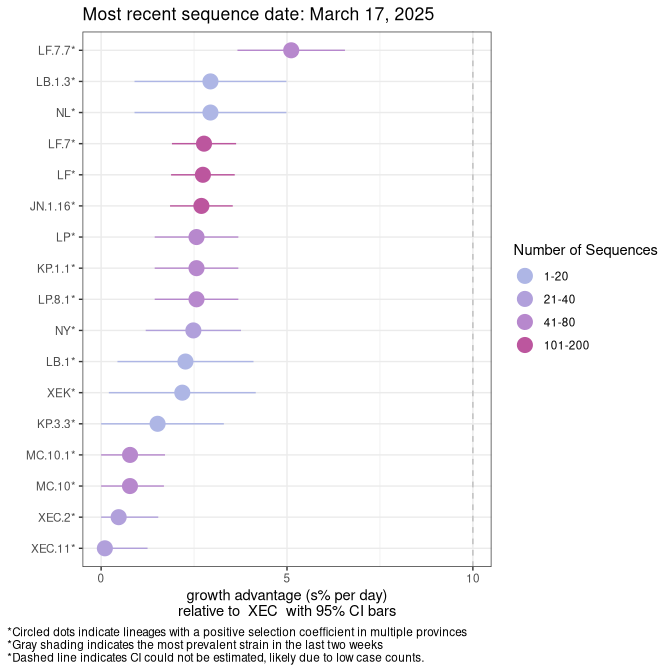 Most recent sequence date: March 17, 2025
LF.7.7*
LB.1.3*
NL*
LF.7*
LF*
JN.1.16*
LP*
KP.1.1*
LP.8.1*
NY*
LB.1*
XEK*
KP.3.3*
MC.10.1*
MC.10*
XEC.2*
XEC.11*
0 5 10
growth advantage (s% per day)
relative to XEC with 95% CI bars
Number of Sequences
1-20
21-40
41-80
101-200
*Circled dots indicate lineages with a positive selection coefficient in multiple provinces
*Gray shading indicates the most prevalent strain in the last two weeks
*Dashed line indicates CI could not be estimated, likely due to low case counts.